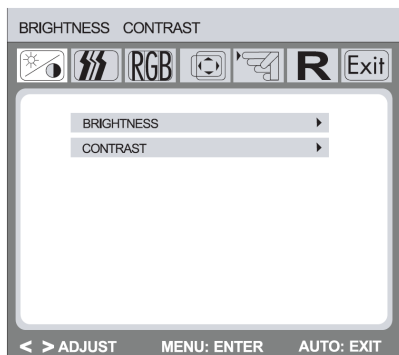 BRIGHTNESS CONTRAST
RGB R Exit
BRIGHTNESS
CONTRAST
< > ADJUST MENU: ENTER AUTO: EXIT